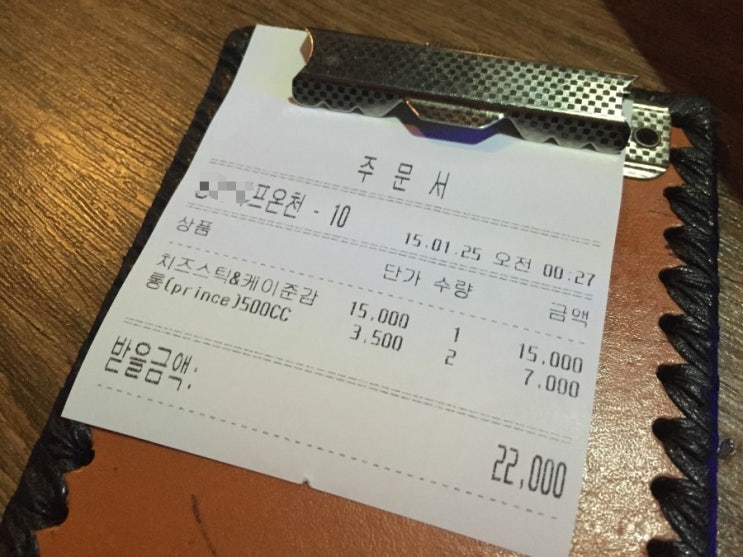 주 문 서
프온천 - 10
15.01.25 오전 00:27
상품 단가 수량 금액
치즈스틱&케이준감 15,000 1 15,000
룸(prince)500CC 3,500 2 7,000
받을금액: 22,000